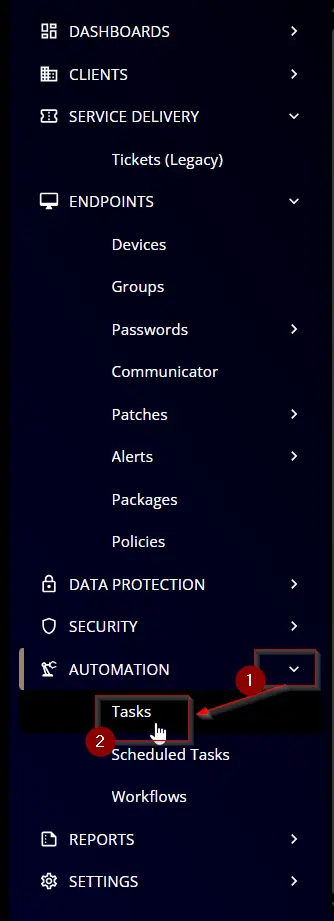 DASHBOARDS
CLIENTS
SERVICE DELIVERY
Tickets (Legacy)
ENDPOINTS
Devices
Groups
Passwords
Communicator
Patches
Alerts
Packages
Policies
DATA PROTECTION
SECURITY
AUTOMATION
1
Tasks
2
Scheduled Tasks
Workflows
REPORTS
SETTINGS